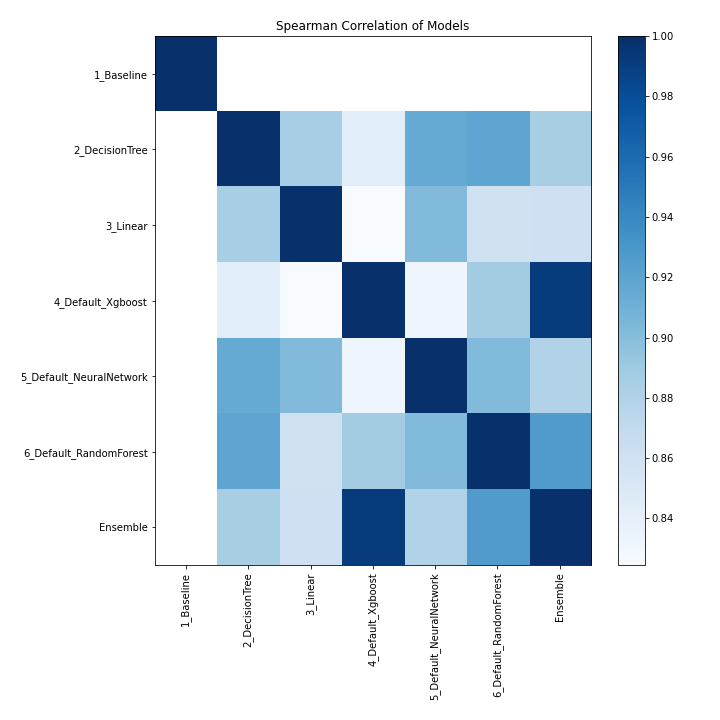 Spearman Correlation of Models
1_Baseline
2_DecisionTree
3_Linear
4_Default_Xgboost
5_Default_NeuralNetwork
6_Default_RandomForest
Ensemble
1_Baseline
2_DecisionTree
3_Linear
4_Default_Xgboost
5_Default_NeuralNetwork
6_Default_RandomForest
Ensemble
1.00
0.98
0.96
0.94
0.92
0.90
0.88
0.86
0.84